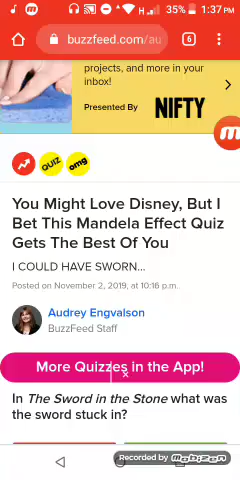 35% 1:37 PM
buzzfeed.com/au
6
projects, and more in your
inbox!
Presented By NIFTY
QUIZ
omg
You Might Love Disney, But I
Bet This Mandela Effect Quiz
Gets The Best Of You
I COULD HAVE SWORN...
Posted on November 2, 2019, at 10:16 p.m.
Audrey Engvalson
BuzzFeed Staff
More Quizzes in the App!
x
In The Sword in the Stone what was
the sword stuck in?
Recorded by mobizen